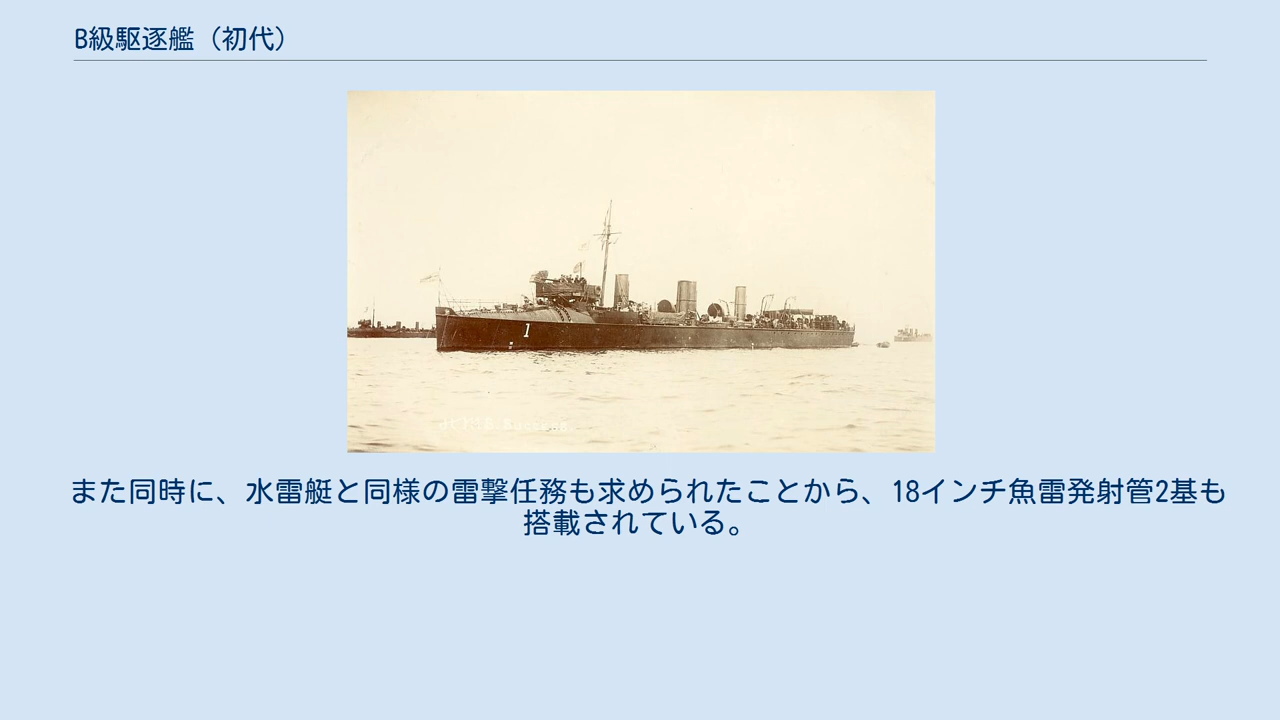 B級駆逐艦（初代）
1
また同時に、水雷艇と同様の雷撃任務も求められたことから、18インチ魚雷発射管2基も
搭載されている。